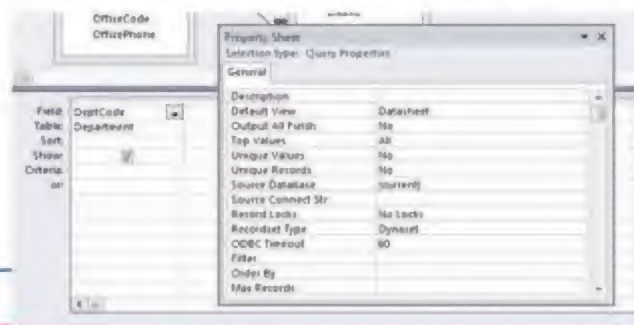 OfficeCode
OfficePhone
Property Sheet
Selection type: Query Properties
General
Description
Default View Datasheet
Output All Fields No
Top Values All
Unique Values No
Unique Records No
Source Database (current)
Source Connect Str
Record Locks No Locks
Recordset Type Dynaset
ODBC Timeout 60
Filter
Order By
Max Records
Field: DeptCode
Table: Department
Sort:
Show:
Criteria:
or: